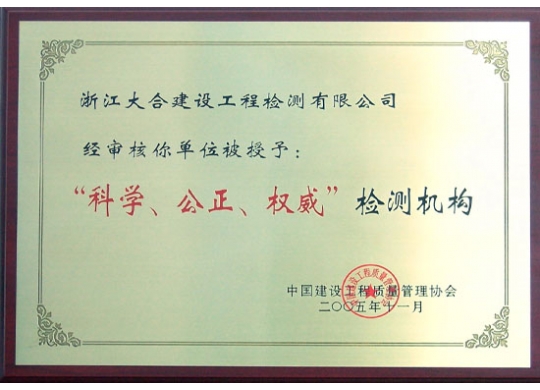 浙江大合建设工程检测有限公司
经审核你单位被授予：
“科学、公正、权威”检测机构
中国建设工程质量管理协会
二〇〇五年十一月